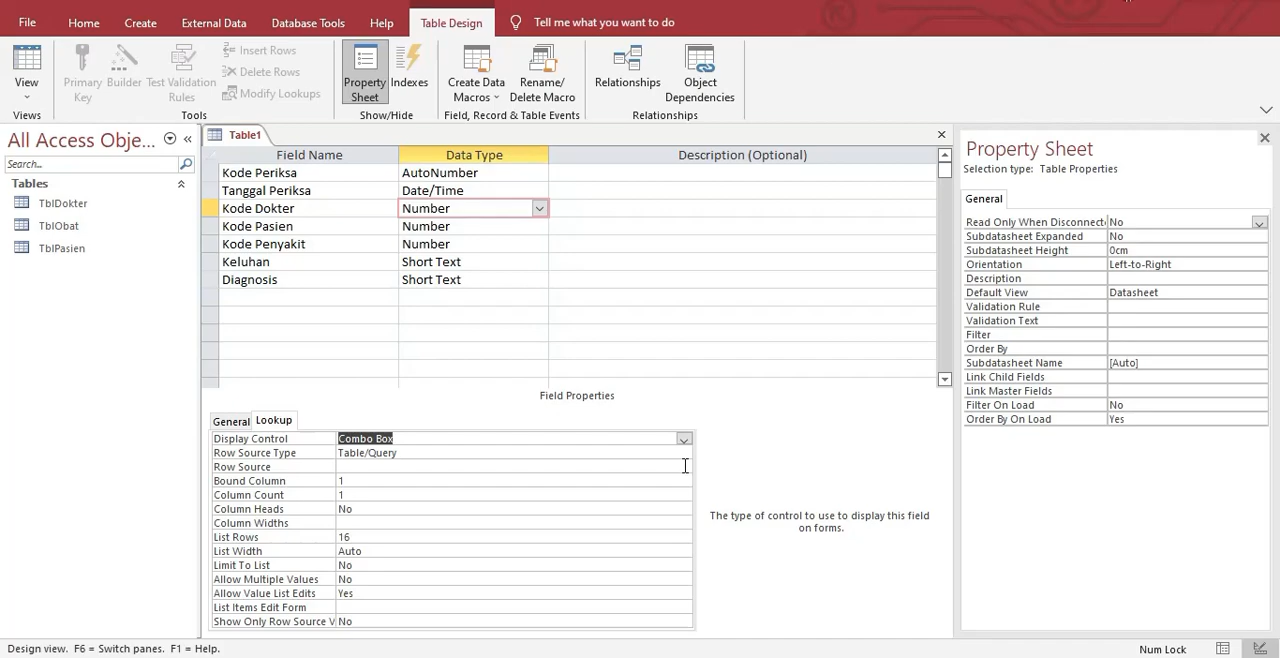 File Home Create External Data Database Tools Help Table Design Tell me what you want to do
View
Views
Primary Key
Builder
Test Validation Rules
Insert Rows
Delete Rows
Modify Lookups
Tools
Property Sheet
Indexes
Show/Hide
Create Data Macros
Rename/ Delete Macro
Field, Record & Table Events
Relationships
Object Dependencies
Relationships
All Access Obje...
Search...
Tables
TblDokter
TblObat
TblPasien
Table1
Field Name Data Type Description (Optional)
Kode Periksa AutoNumber
Tanggal Periksa Date/Time
Kode Dokter Number
Kode Pasien Number
Kode Penyakit Number
Keluhan Short Text
Diagnosis Short Text
Field Properties
General Lookup
Display Control Combo Box
Row Source Type Table/Query
Row Source
Bound Column 1
Column Count 1
Column Heads No
Column Widths
List Rows 16
List Width Auto
Limit To List No
Allow Multiple Values No
Allow Value List Edits Yes
List Items Edit Form
Show Only Row Source V No
The type of control to use to display this field
on forms.
Property Sheet
Selection type: Table Properties
General
Read Only When Disconnecte No
Subdatasheet Expanded No
Subdatasheet Height 0cm
Orientation Left-to-Right
Description
Default View Datasheet
Validation Rule
Validation Text
Filter
Order By
Subdatasheet Name [Auto]
Link Child Fields
Link Master Fields
Filter On Load No
Order By On Load Yes
Design view. F6 = Switch panes. F1 = Help.
Num Lock